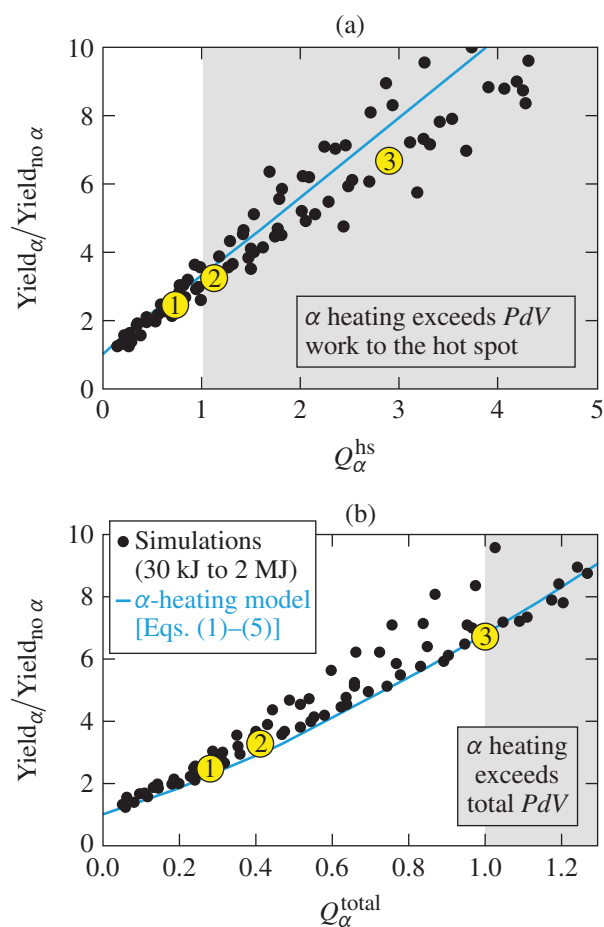 (a)
10
8
6
4
2
0
Yield_α/Yield_no α
1
2
3
α heating exceeds PdV
work to the hot spot
0 1 2 3 4 5
Q_α^hs
(b)
10
8
6
4
2
0
Yield_α/Yield_no α
Simulations
(30 kJ to 2 MJ)
α-heating model
[Eqs. (1)–(5)]
1
2
3
α heating
exceeds
total PdV
0.0 0.2 0.4 0.6 0.8 1.0 1.2
Q_α^total